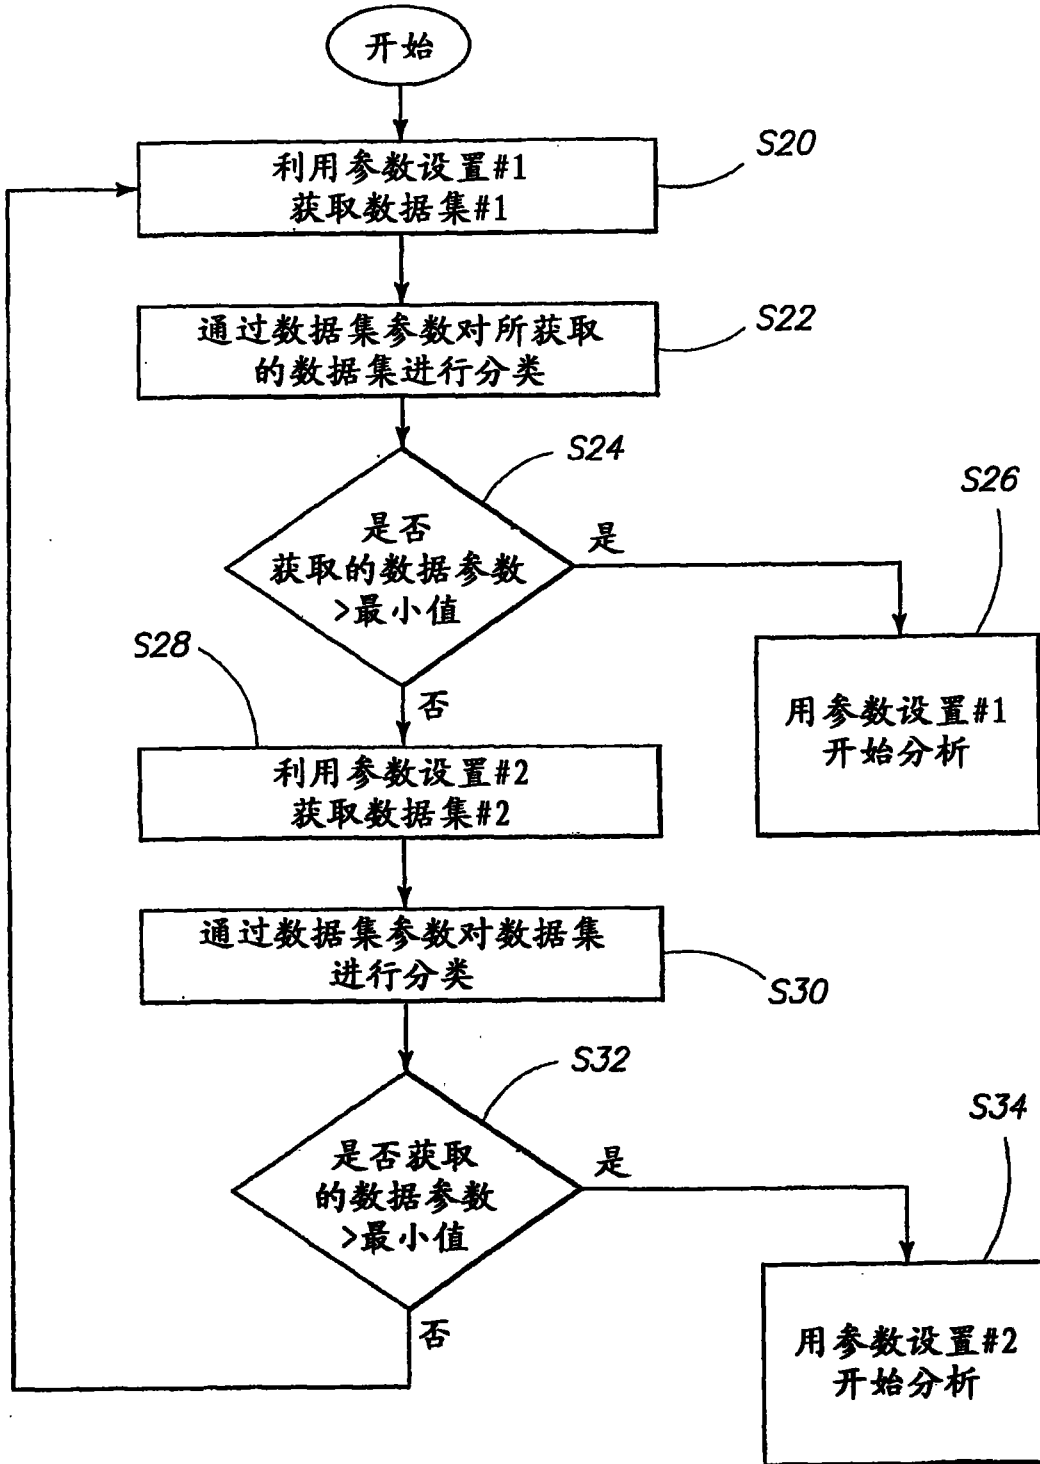 开始
S20
利用参数设置#1
获取数据集#1
S22
通过数据集参数对所获取
的数据集进行分类
S24
是否
获取的数据参数
>最小值
是
S26
用参数设置#1
开始分析
否
S28
利用参数设置#2
获取数据集#2
通过数据集参数对数据集
进行分类
S30
S32
是否获取
的数据参数
>最小值
是
S34
用参数设置#2
开始分析
否